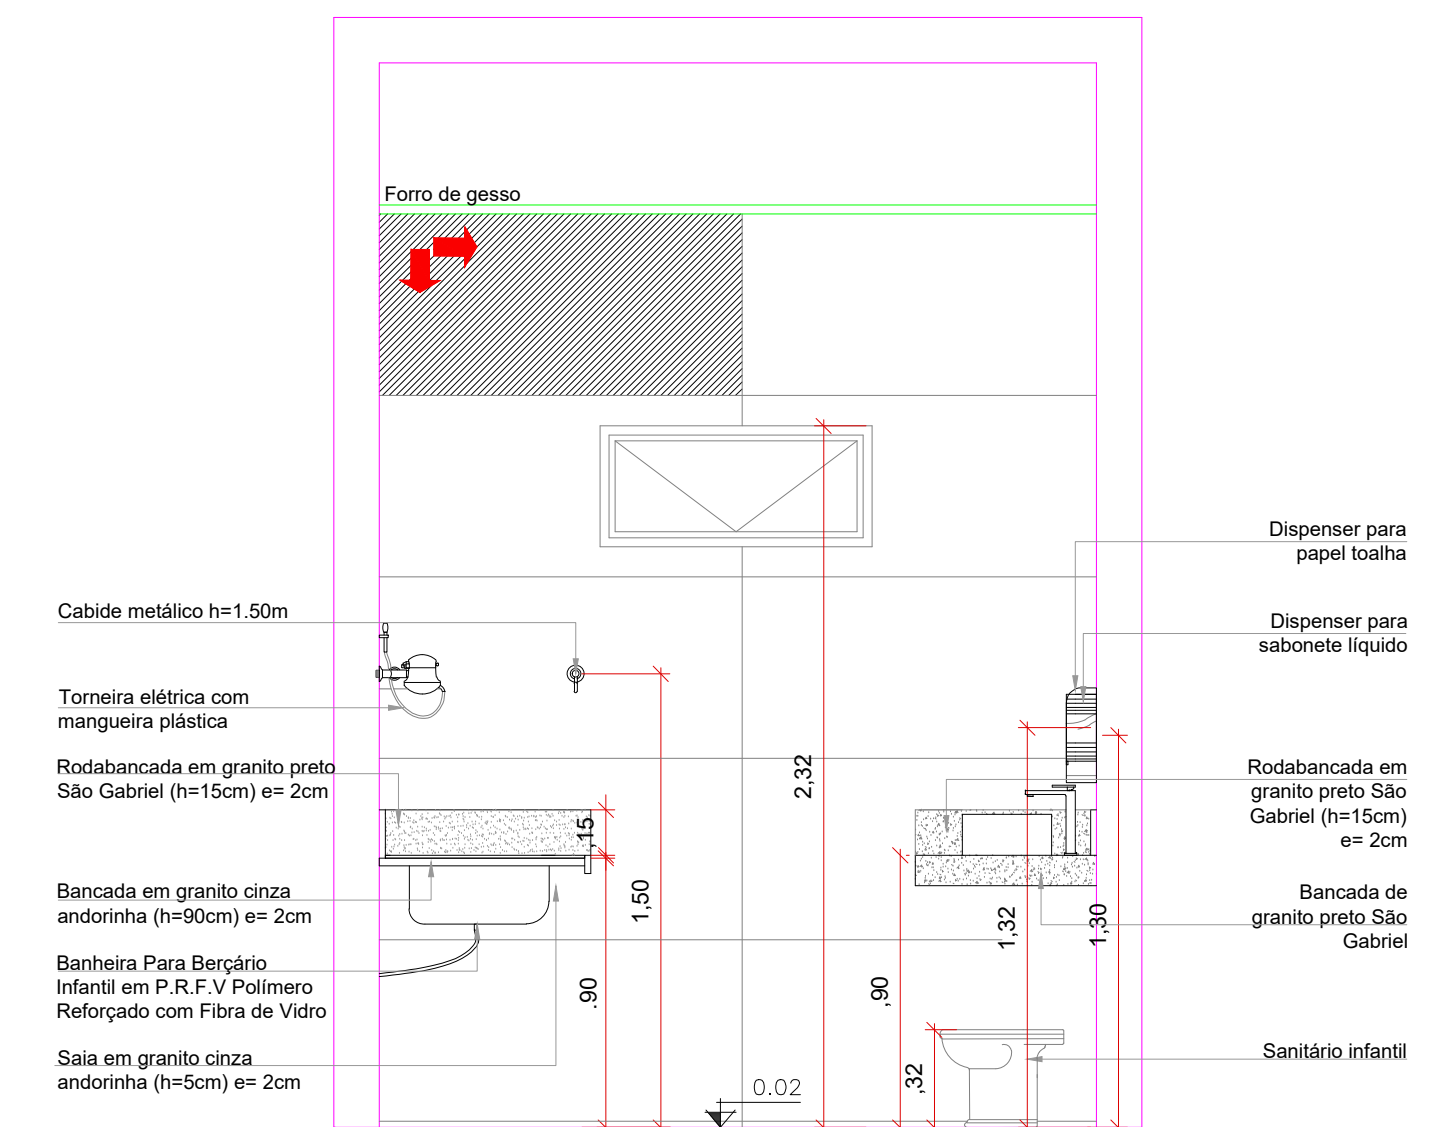 Forro de gesso
Dispenser para
papel toalha
Cabide metálico h=1.50m
Dispenser para
sabonete líquido
Torneira elétrica com
mangueira plástica
Rodabancada em granito preto
São Gabriel (h=15cm) e= 2cm
2,32
Rodabancada em
granito preto São
Gabriel (h=15cm)
e= 2cm
,15
Bancada em granito cinza
andorinha (h=90cm) e= 2cm
1,50
1,32
1,30
Bancada de
granito preto São
Gabriel
Banheira Para Berçário
Infantil em P.R.F.V Polímero
Reforçado com Fibra de Vidro
.90
,90
Saia em granito cinza
andorinha (h=5cm) e= 2cm
,32
Sanitário infantil
0.02